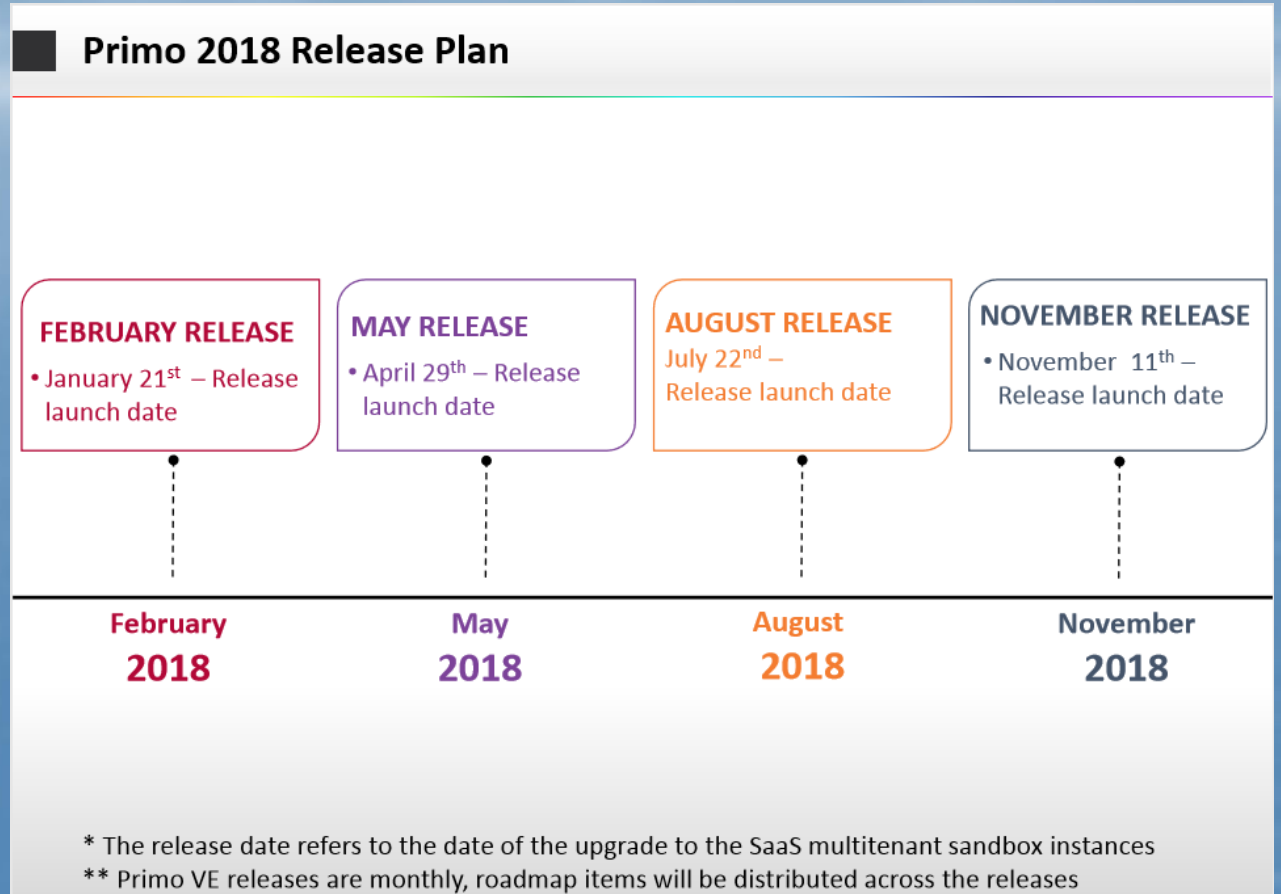 Primo 2018 Release Plan
FEBRUARY RELEASE
• January 21st – Release
launch date
MAY RELEASE
• April 29th – Release
launch date
AUGUST RELEASE
July 22nd –
Release launch date
NOVEMBER RELEASE
• November 11th –
Release launch date
February
2018
May
2018
August
2018
November
2018
* The release date refers to the date of the upgrade to the SaaS multitenant sandbox instances
** Primo VE releases are monthly, roadmap items will be distributed across the releases